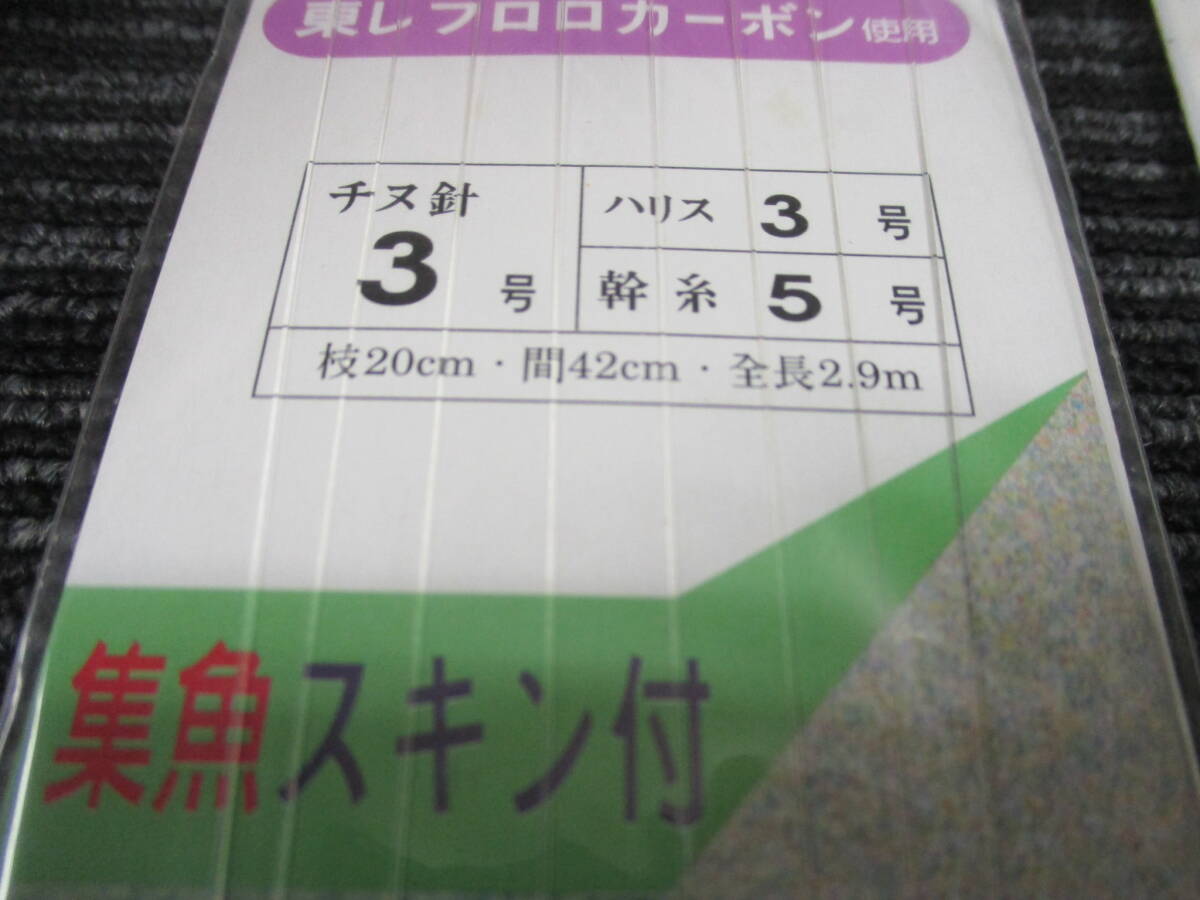 東レフロロカーボン使用
チヌ針 3 号
ハリス 3 号
幹糸 5 号
枝20cm・間42cm・全長2.9m
集魚スキン付